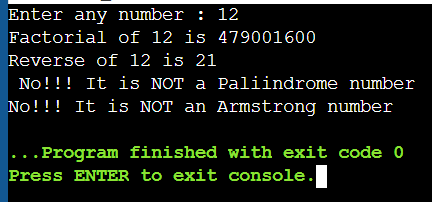 Enter any number : 12
Factorial of 12 is 479001600
Reverse of 12 is 21
 No!!! It is NOT a Paliindrome number
No!!! It is NOT an Armstrong number
...Program finished with exit code 0
Press ENTER to exit console.